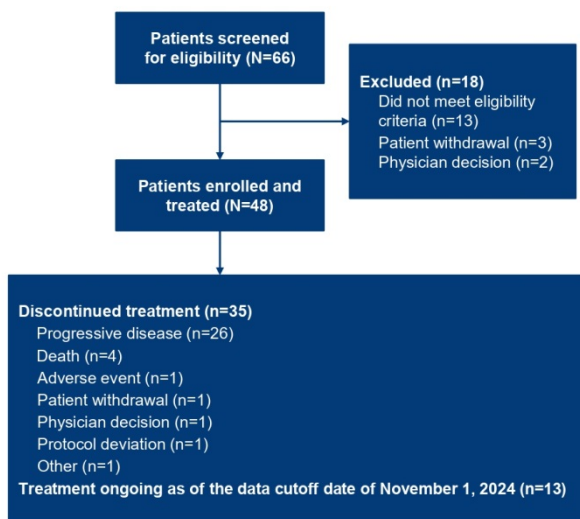 Patients screened
for eligibility (N=66)
Excluded (n=18)
Did not meet eligibility
criteria (n=13)
Patient withdrawal (n=3)
Physician decision (n=2)
Patients enrolled and
treated (N=48)
Discontinued treatment (n=35)
Progressive disease (n=26)
Death (n=4)
Adverse event (n=1)
Patient withdrawal (n=1)
Physician decision (n=1)
Protocol deviation (n=1)
Other (n=1)
Treatment ongoing as of the data cutoff date of November 1, 2024 (n=13)